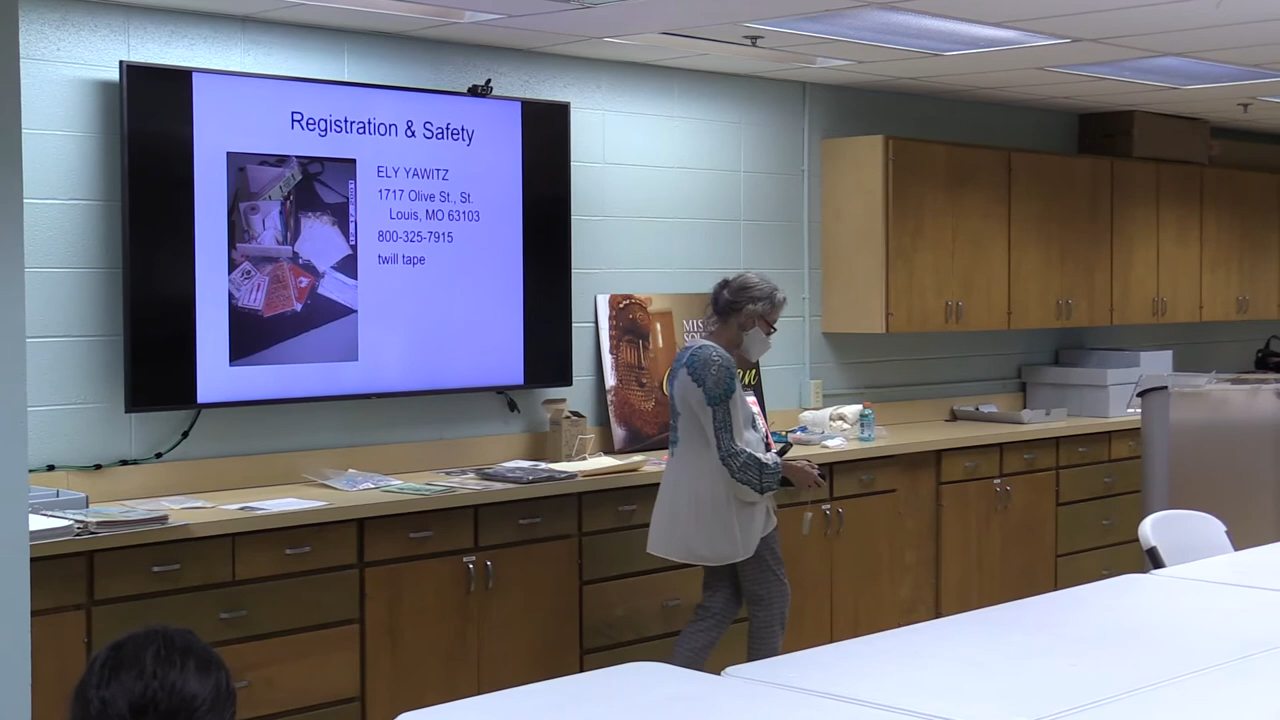 Registration & Safety
ELY YAWITZ
1717 Olive St., St.
Louis, MO 63103
800-325-7915
twill tape